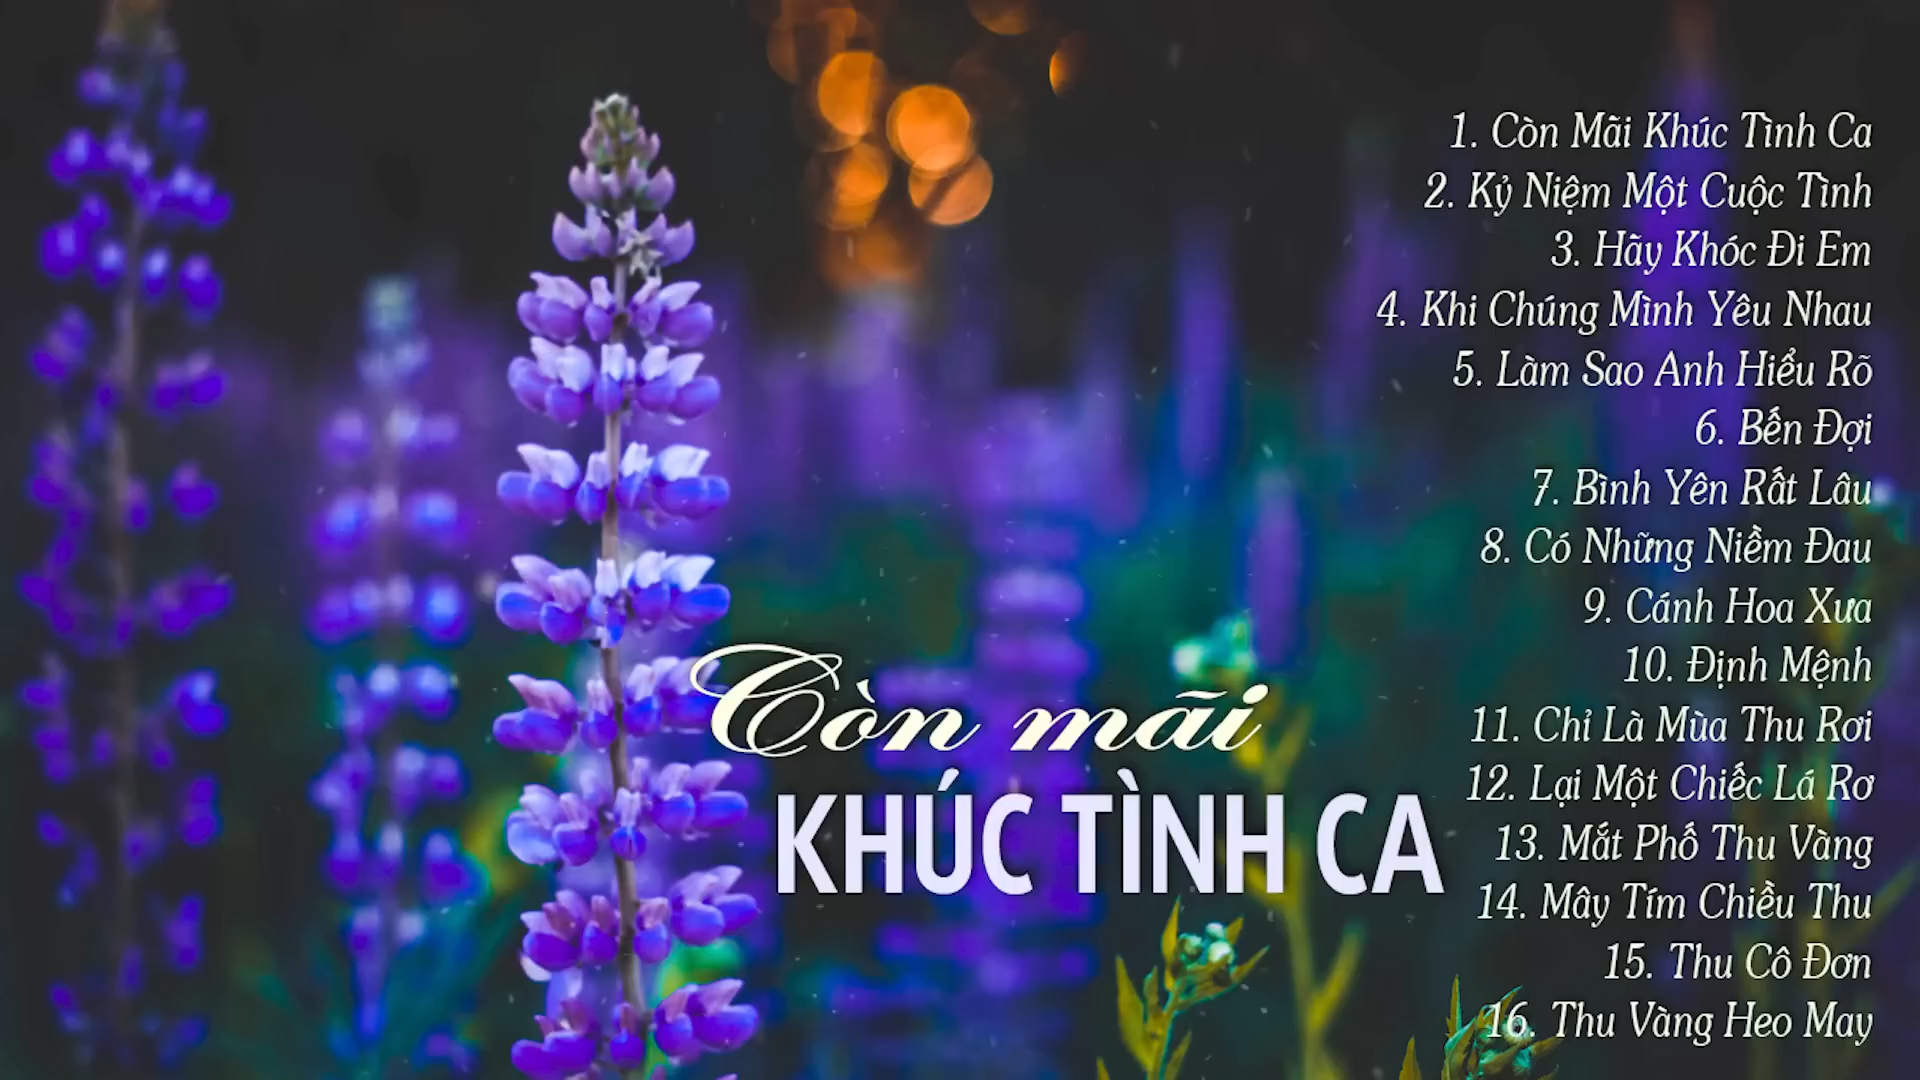 1. Còn Mãi Khúc Tình Ca
2. Kỷ Niệm Một Cuộc Tình
3. Hãy Khóc Đi Em
4. Khi Chúng Mình Yêu Nhau
5. Làm Sao Anh Hiểu Rõ
6. Bến Đợi
7. Bình Yên Rất Lâu
8. Có Những Niềm Đau
9. Cánh Hoa Xưa
10. Định Mệnh
11. Chỉ Là Mùa Thu Rơi
12. Lại Một Chiếc Lá Rơ
13. Mắt Phố Thu Vàng
14. Mây Tím Chiều Thu
15. Thu Cô Đơn
16. Thu Vàng Heo May
Còn mãi
KHÚC TÌNH CA